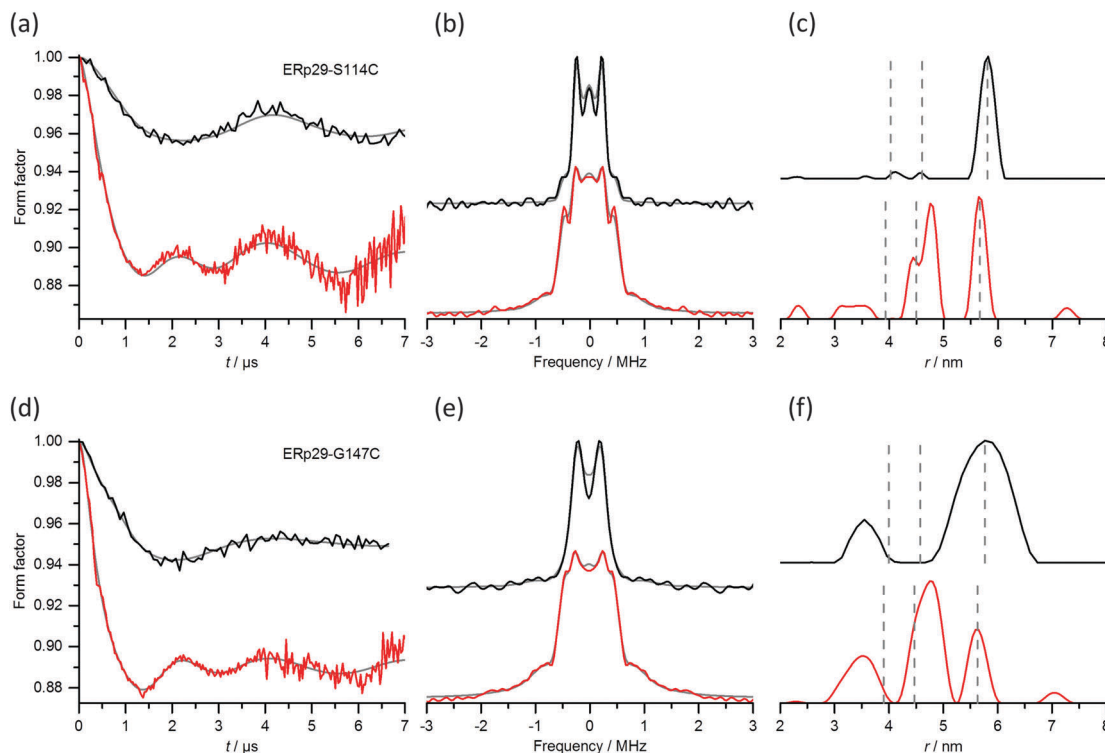 (a)
(b)
(c)
ERp29-S114C
1.00
0.98
0.96
0.94
0.92
0.90
0.88
Form factor
0 1 2 3 4 5 6 7
t / µs
-3 -2 -1 0 1 2 3
Frequency / MHz
2 3 4 5 6 7 8
r / nm
(d)
(e)
(f)
ERp29-G147C
1.00
0.98
0.96
0.94
0.92
0.90
0.88
Form factor
0 1 2 3 4 5 6 7
t / µs
-3 -2 -1 0 1 2 3
Frequency / MHz
2 3 4 5 6 7 8
r / nm